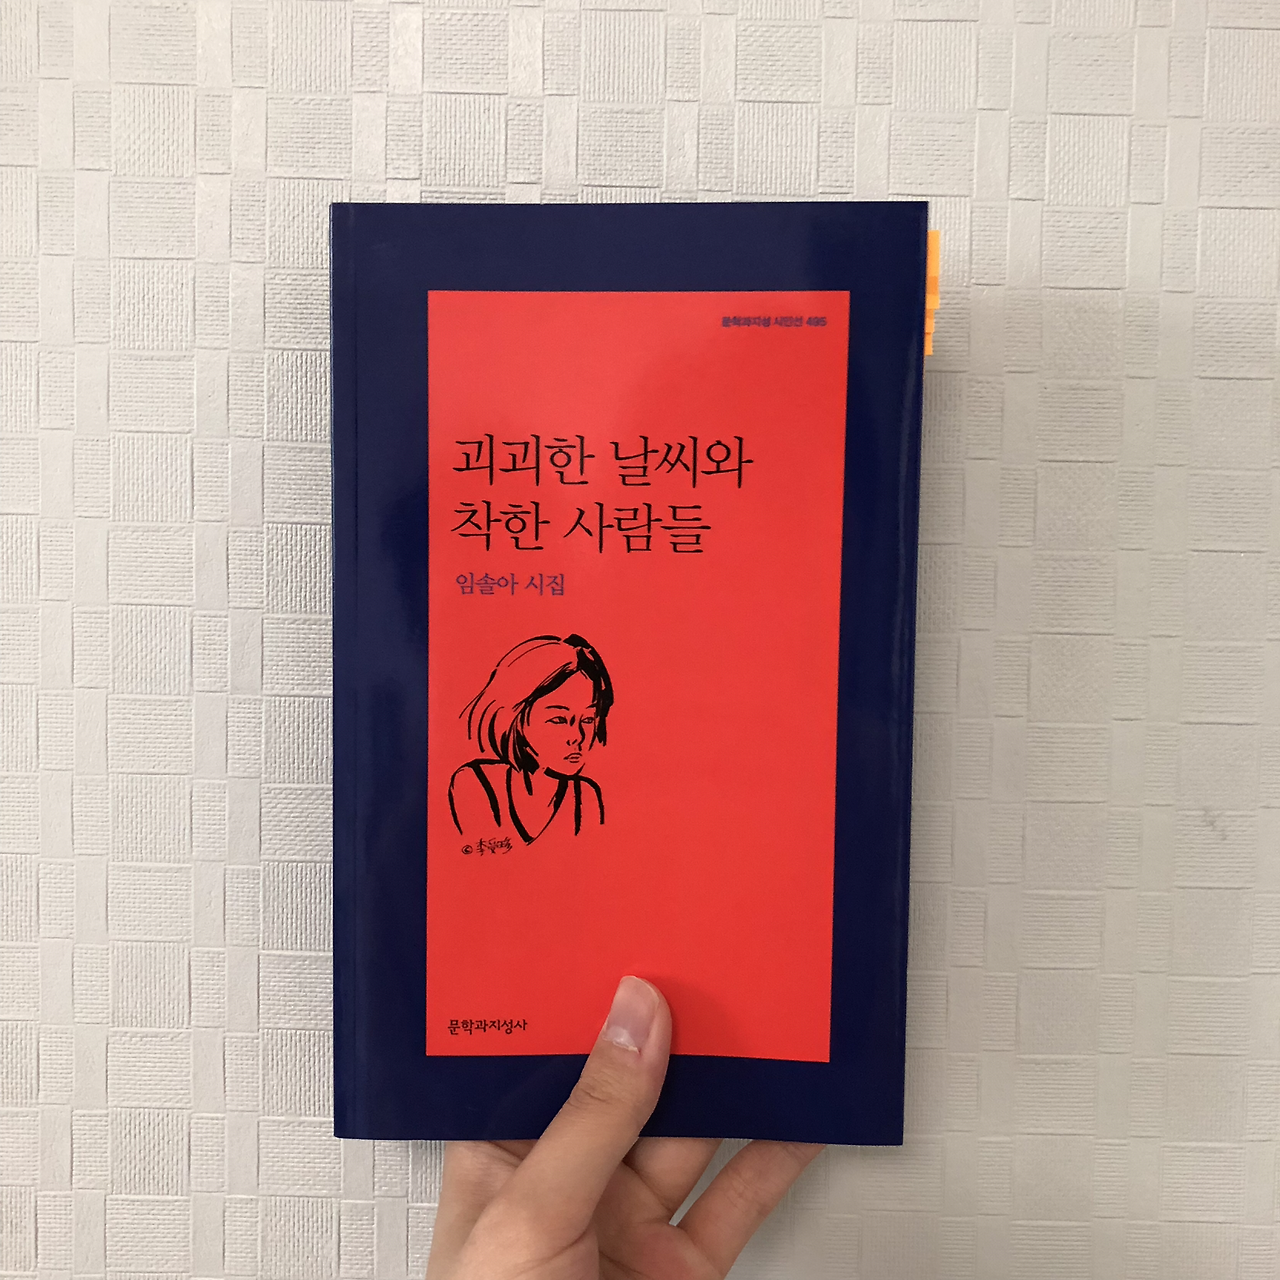 문학과지성 시인선 495
괴괴한 날씨와
착한 사람들
임솔아 시집
©
문학과지성사